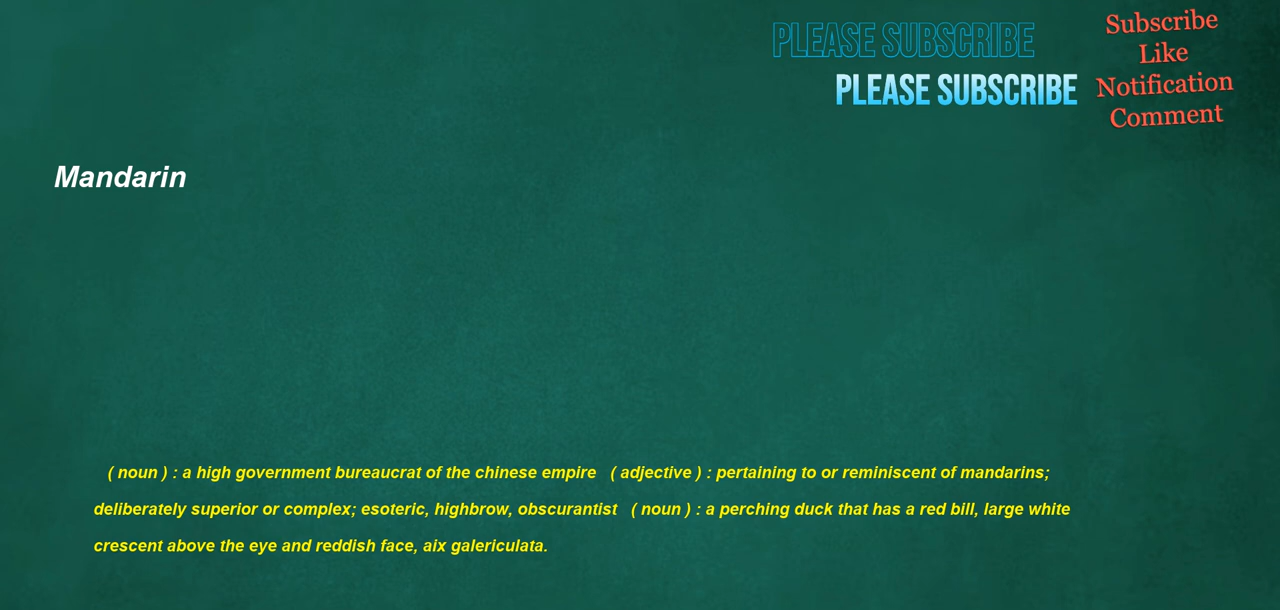 PLEASE SUBSCRIBE
PLEASE SUBSCRIBE
Subscribe
Like
Notification
Comment
Mandarin
( noun ) : a high government bureaucrat of the chinese empire ( adjective ) : pertaining to or reminiscent of mandarins;
deliberately superior or complex; esoteric, highbrow, obscurantist ( noun ) : a perching duck that has a red bill, large white
crescent above the eye and reddish face, aix galericulata.